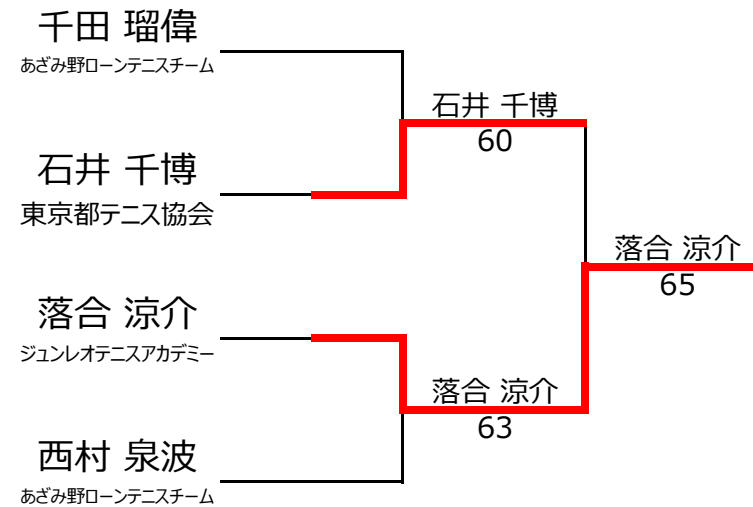 千田 瑠偉
あざみ野ローンテニスチーム
石井 千博
60
石井 千博
東京都テニス協会
落合 涼介
65
落合 涼介
ジュンレオテニスアカデミー
落合 涼介
63
西村 泉波
あざみ野ローンテニスチーム